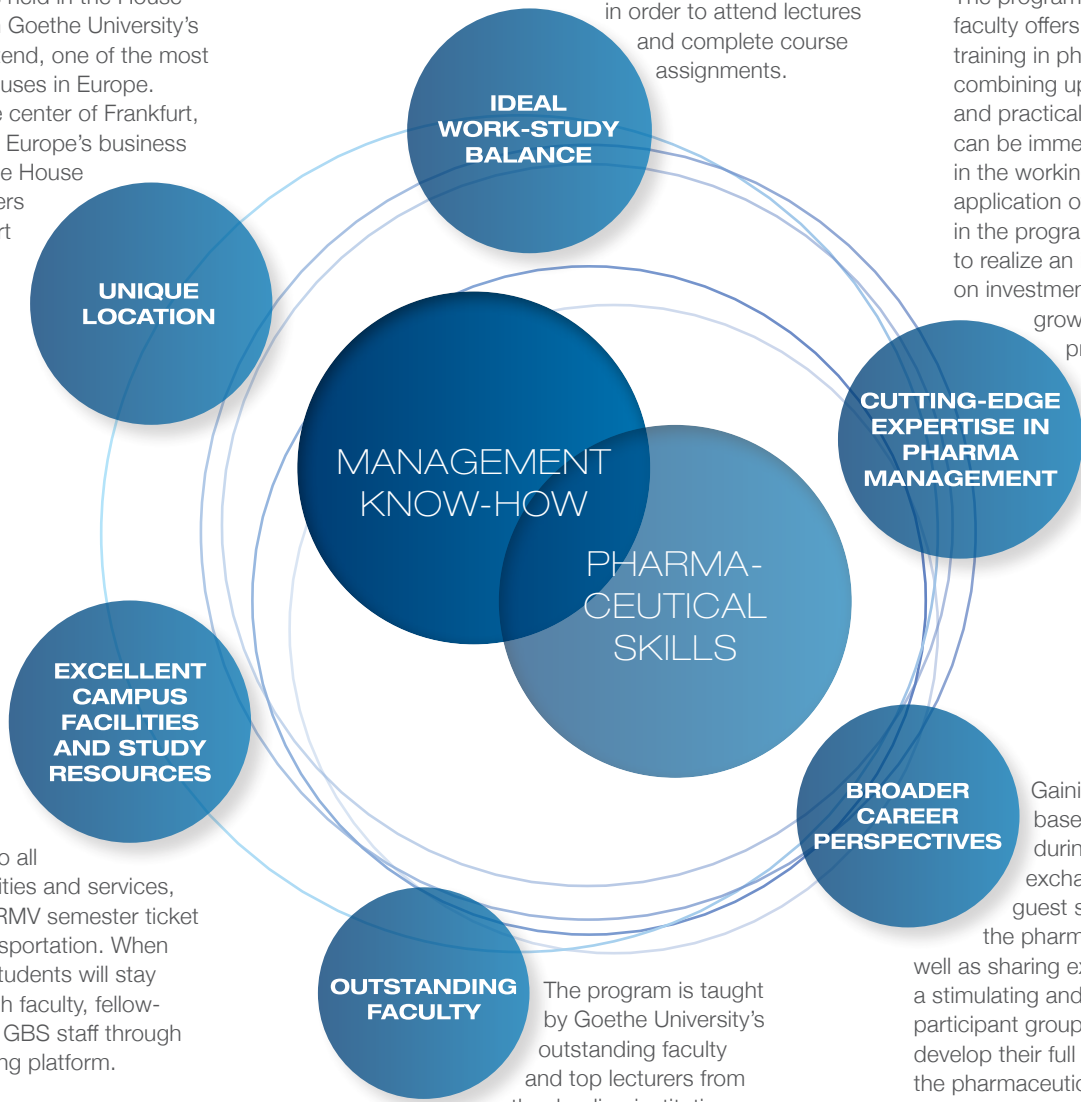 held in the House
Goethe University's
end, one of the most
uses in Europe.
center of Frankfurt,
Europe's business
House
ers
rt
UNIQUE
LOCATION
in order to attend lectures
and complete course
assignments.
IDEAL
WORK-STUDY
BALANCE
The program
faculty offers
training in ph
combining up
and practical
can be imme
in the working
application o
in the progra
to realize an
on investmen
grow
pr
CUTTING-EDGE
EXPERTISE IN
PHARMA
MANAGEMENT
MANAGEMENT
KNOW-HOW
PHARMA-
CEUTICAL
SKILLS
EXCELLENT
CAMPUS
FACILITIES
AND STUDY
RESOURCES
o all
ities and services,
RMV semester ticket
sportation. When
students will stay
h faculty, fellow-
GBS staff through
ng platform.
BROADER
CAREER
PERSPECTIVES
Gaini
base
durin
excha
guest s
the pharm
well as sharing ex
a stimulating and
participant group
develop their full
the pharmaceutic
OUTSTANDING
FACULTY
The program is taught
by Goethe University's
outstanding faculty
and top lecturers from